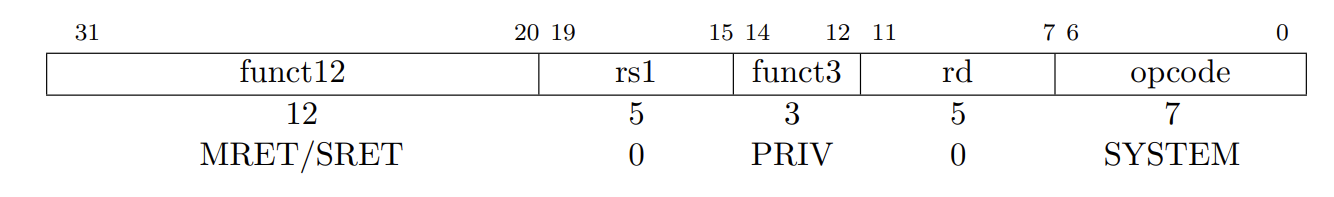 31 20 19 15 14 12 11 7 6 0
funct12 rs1 funct3 rd opcode
12 5 3 5 7
MRET/SRET 0 PRIV 0 SYSTEM